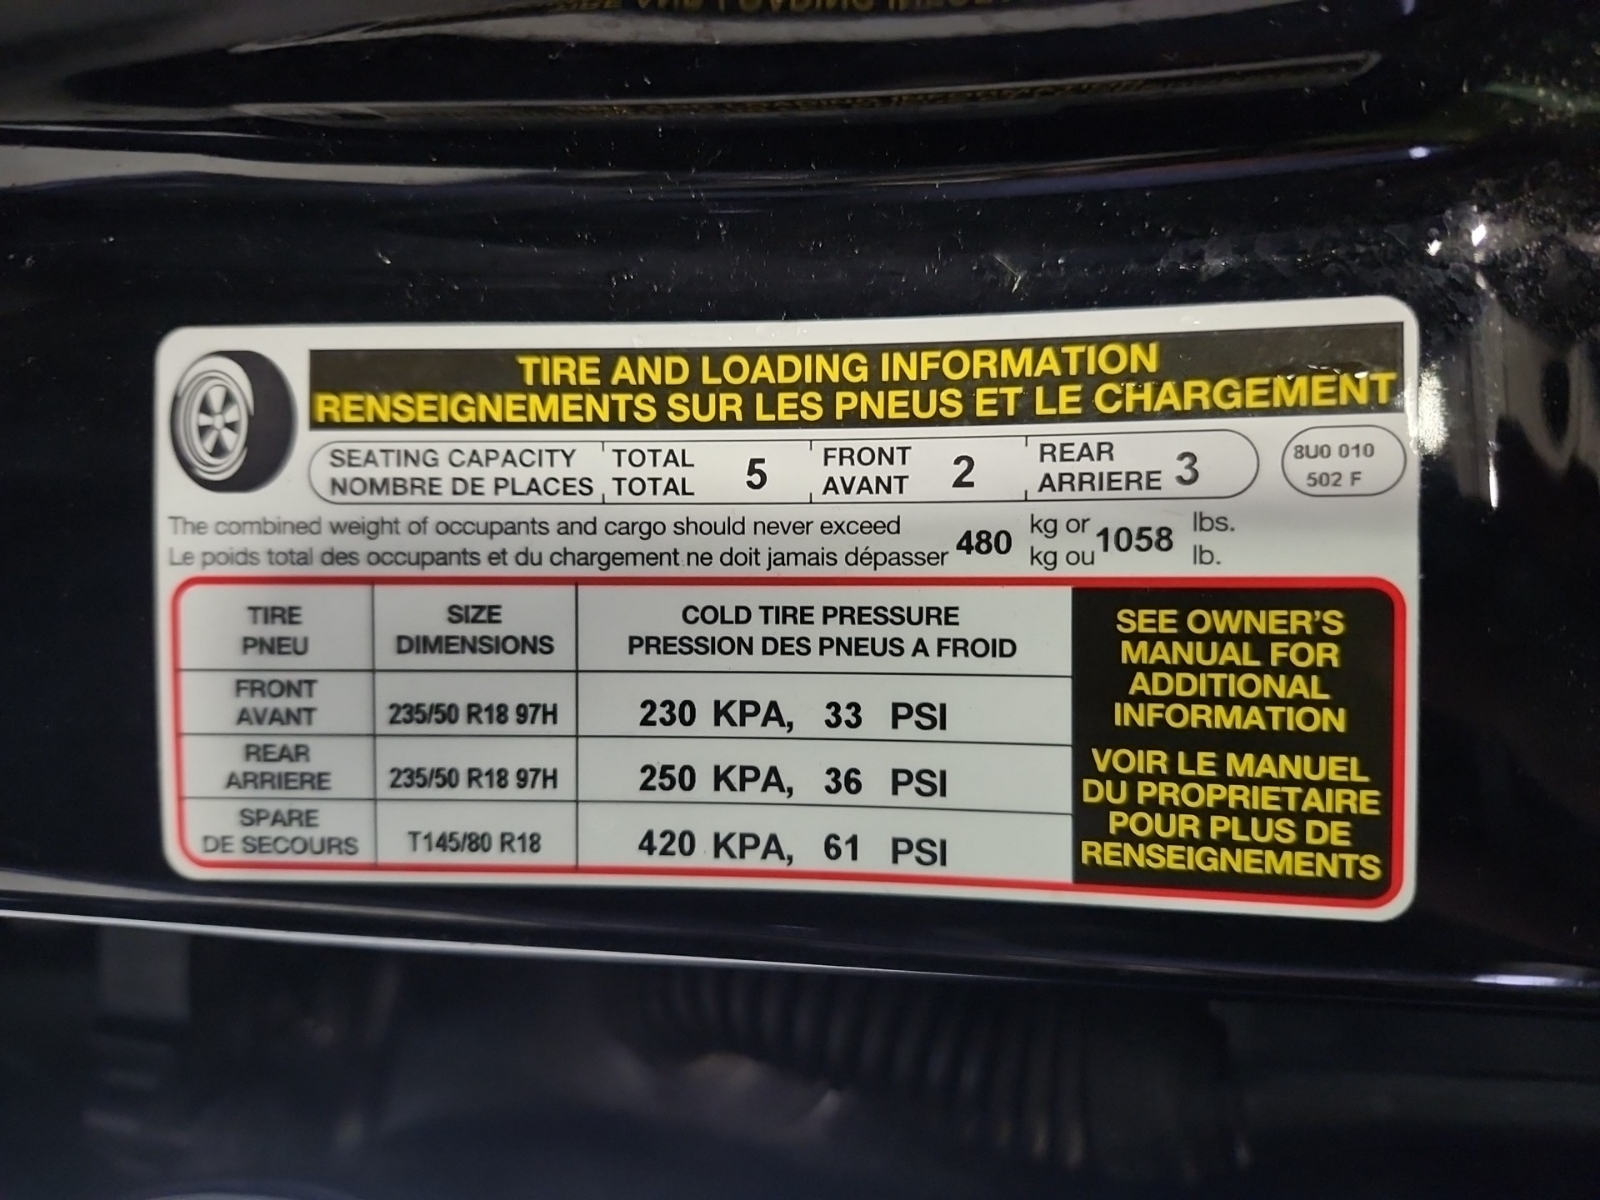 TIRE AND LOADING INFORMATION
RENSEIGNEMENTS SUR LES PNEUS ET LE CHARGEMENT
SEATING CAPACITY TOTAL 5 FRONT 2 REAR 3
NOMBRE DE PLACES TOTAL AVANT ARRIERE
8U0 010
502 F
The combined weight of occupants and cargo should never exceed 480 kg or 1058 lbs.
Le poids total des occupants et du chargement ne doit jamais dépasser kg ou lb.
TIRE SIZE COLD TIRE PRESSURE
PNEU DIMENSIONS PRESSION DES PNEUS A FROID
FRONT
AVANT 235/50 R18 97H 230 KPA, 33 PSI
REAR
ARRIERE 235/50 R18 97H 250 KPA, 36 PSI
SPARE
DE SECOURS T145/80 R18 420 KPA, 61 PSI
SEE OWNER'S
MANUAL FOR
ADDITIONAL
INFORMATION
VOIR LE MANUEL
DU PROPRIETAIRE
POUR PLUS DE
RENSEIGNEMENTS